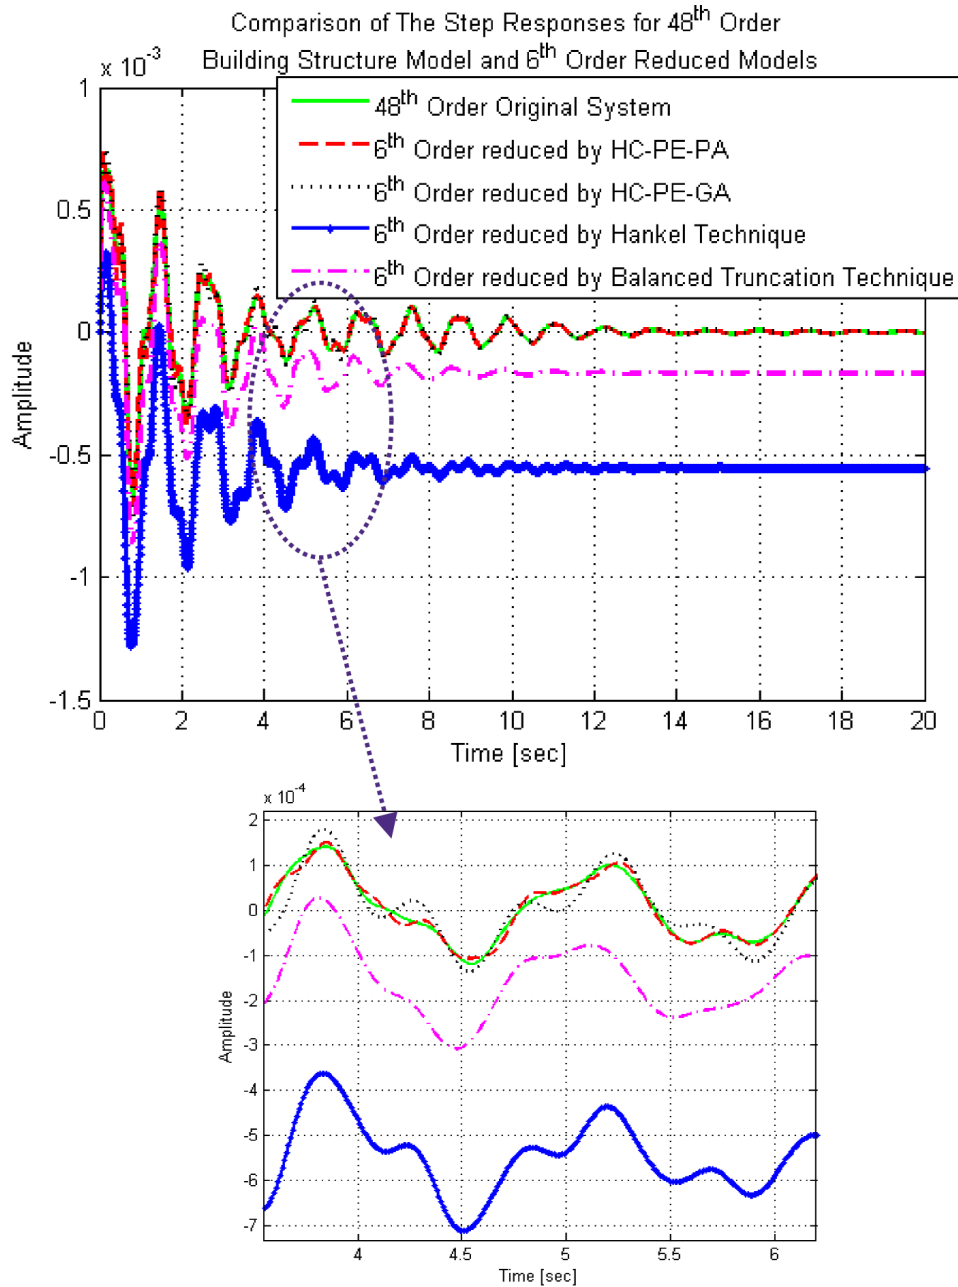 Comparison of The Step Responses for 48th Order
Building Structure Model and 6th Order Reduced Models
x 10-3
48th Order Original System
6th Order reduced by HC-PE-PA
6th Order reduced by HC-PE-GA
6th Order reduced by Hankel Technique
6th Order reduced by Balanced Truncation Technique
1
0.5
0
-0.5
-1
-1.5
Amplitude
0 2 4 6 8 10 12 14 16 18 20
Time [sec]
x 10-4
2
1
0
-1
-2
-3
-4
-5
-6
-7
Amplitude
4 4.5 5 5.5 6
Time [sec]